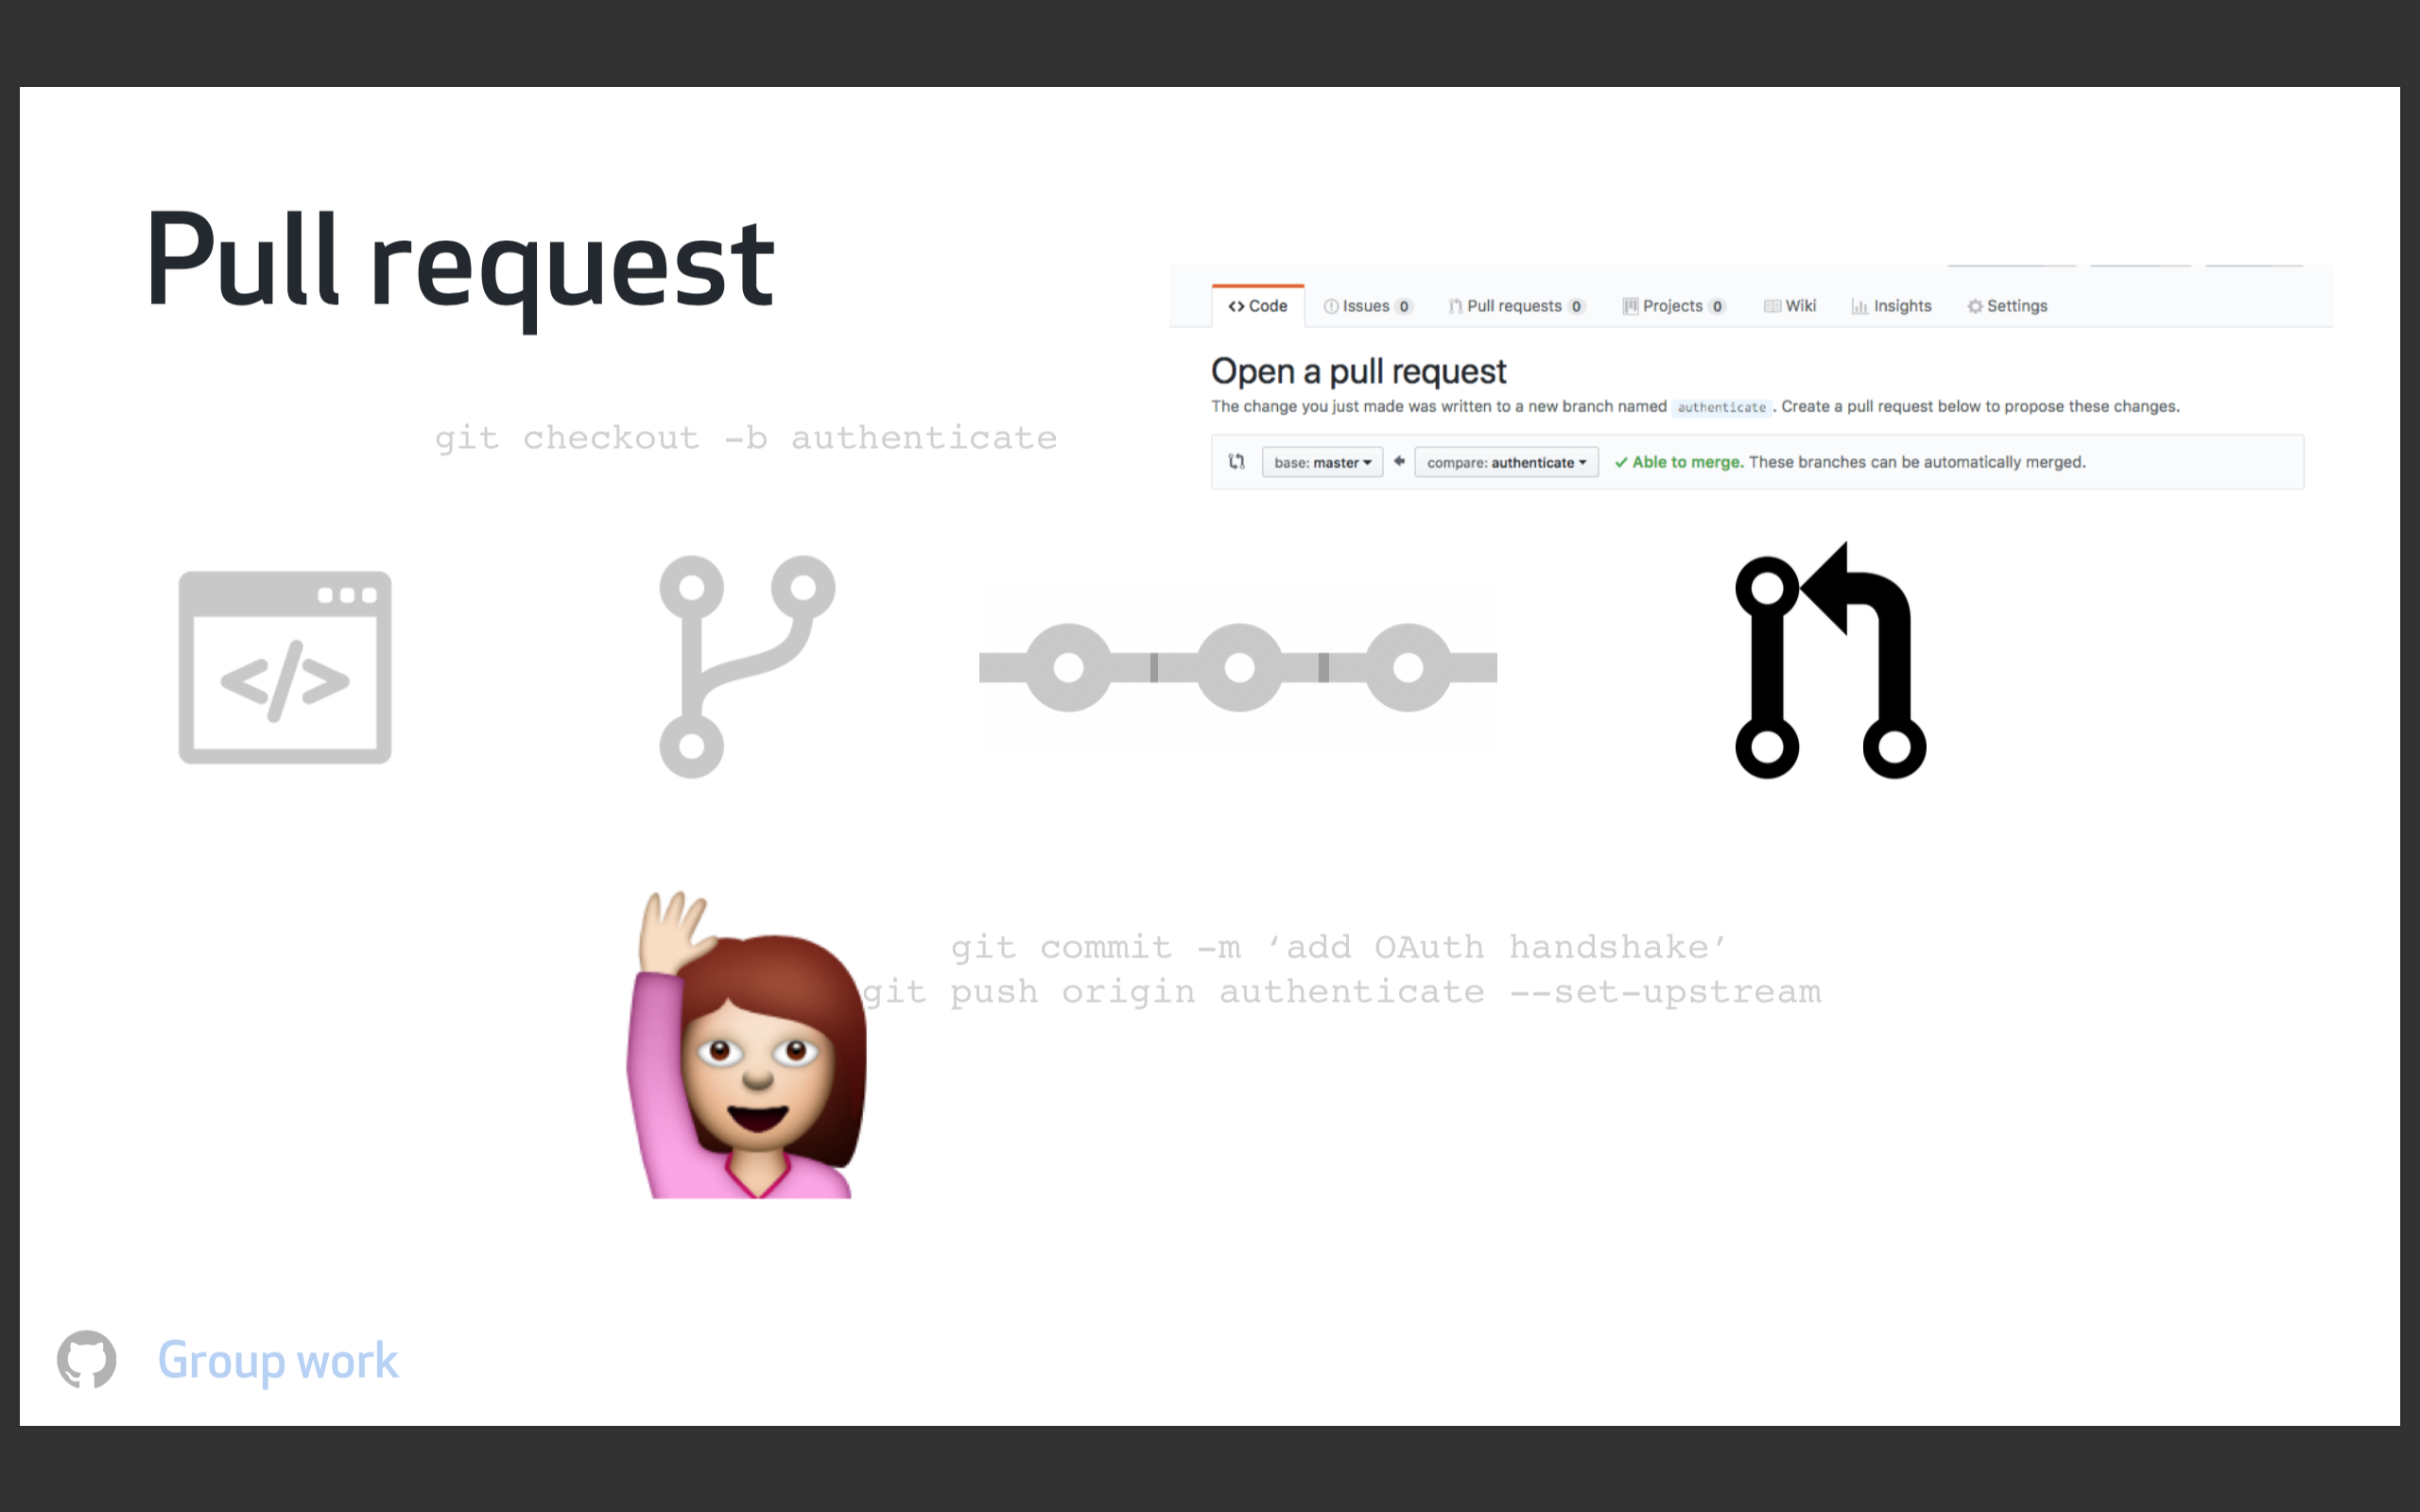 Pull request
Code Issues 0 Pull requests 0 Projects 0 Wiki Insights Settings
Open a pull request
The change you just made was written to a new branch named authenticate . Create a pull request below to propose these changes.
git checkout -b authenticate
base: master compare: authenticate Able to merge. These branches can be automatically merged.
</>
git commit -m ‘add OAuth handshake’
git push origin authenticate --set-upstream
Group work